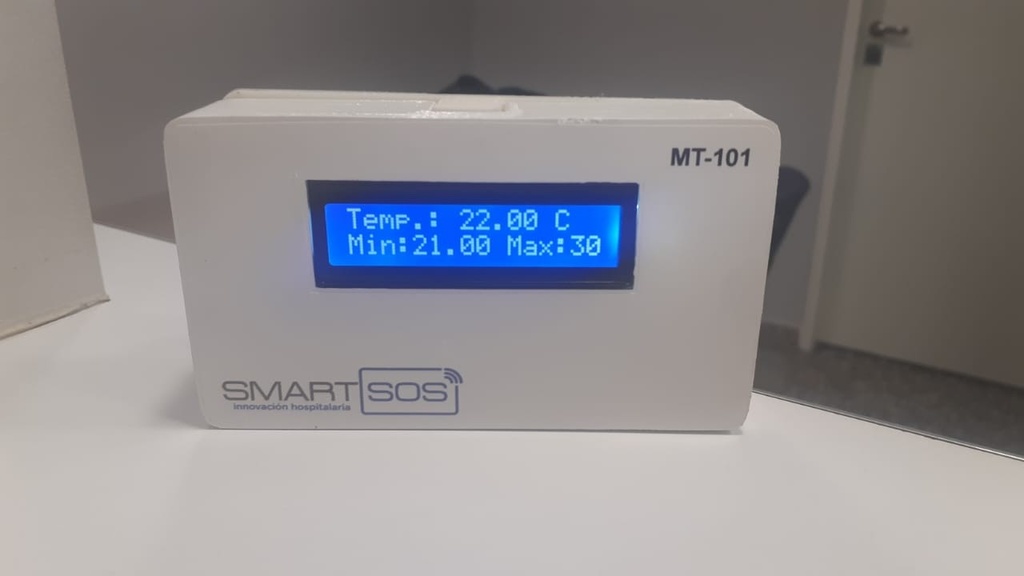 MT-101
Temp.: 22.00 C
Min:21.00 Max:30
SMART SOS
innovación hospitalaria